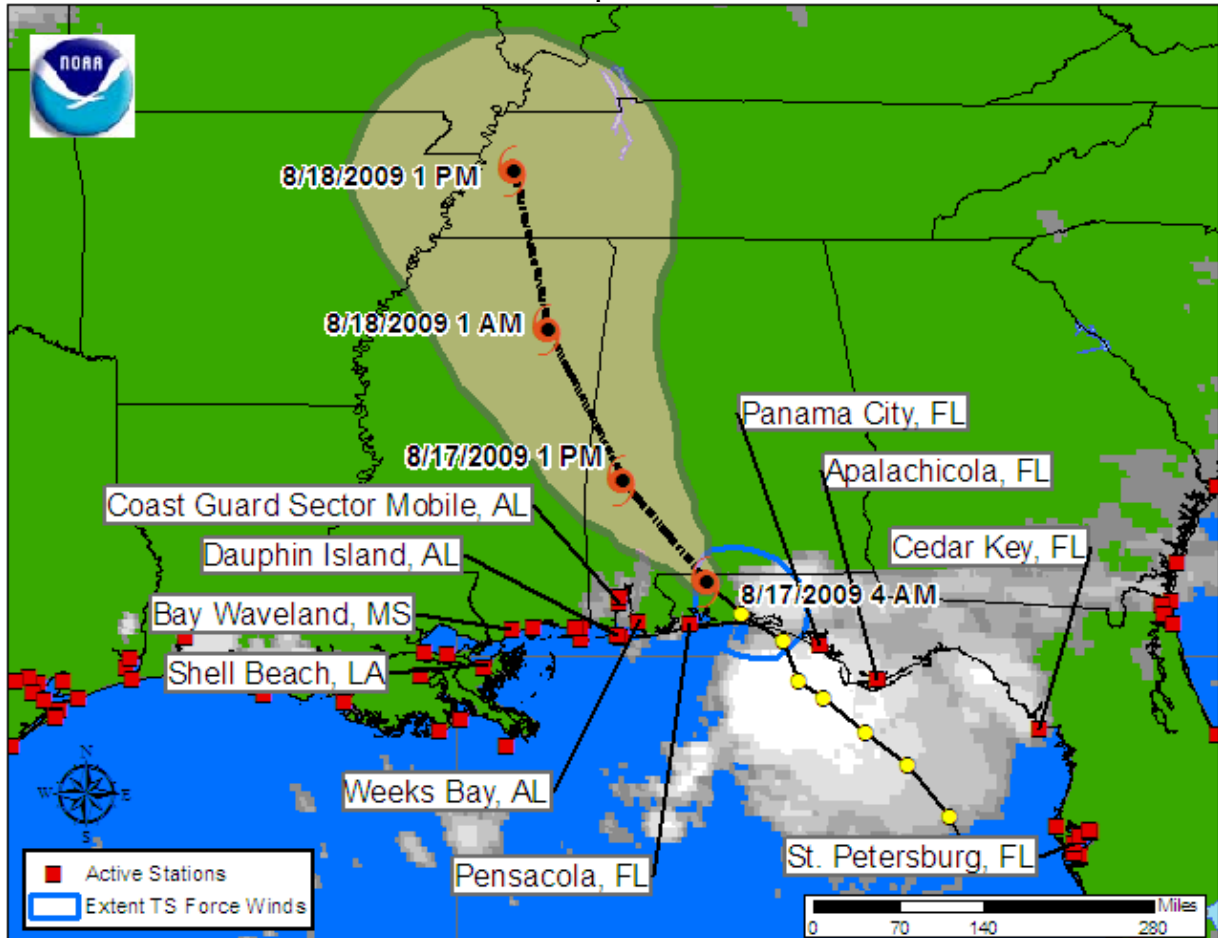 NOAA
8/18/2009 1 PM
8/18/2009 1 AM
Panama City, FL
8/17/2009 1 PM
Apalachicola, FL
Coast Guard Sector Mobile, AL
Cedar Key, FL
Dauphin Island, AL
8/17/2009 4 AM
Bay Waveland, MS
Shell Beach, LA
N
W E
S
Weeks Bay, AL
Pensacola, FL
St. Petersburg, FL
Active Stations
Extent TS Force Winds
Miles
0 70 140 280